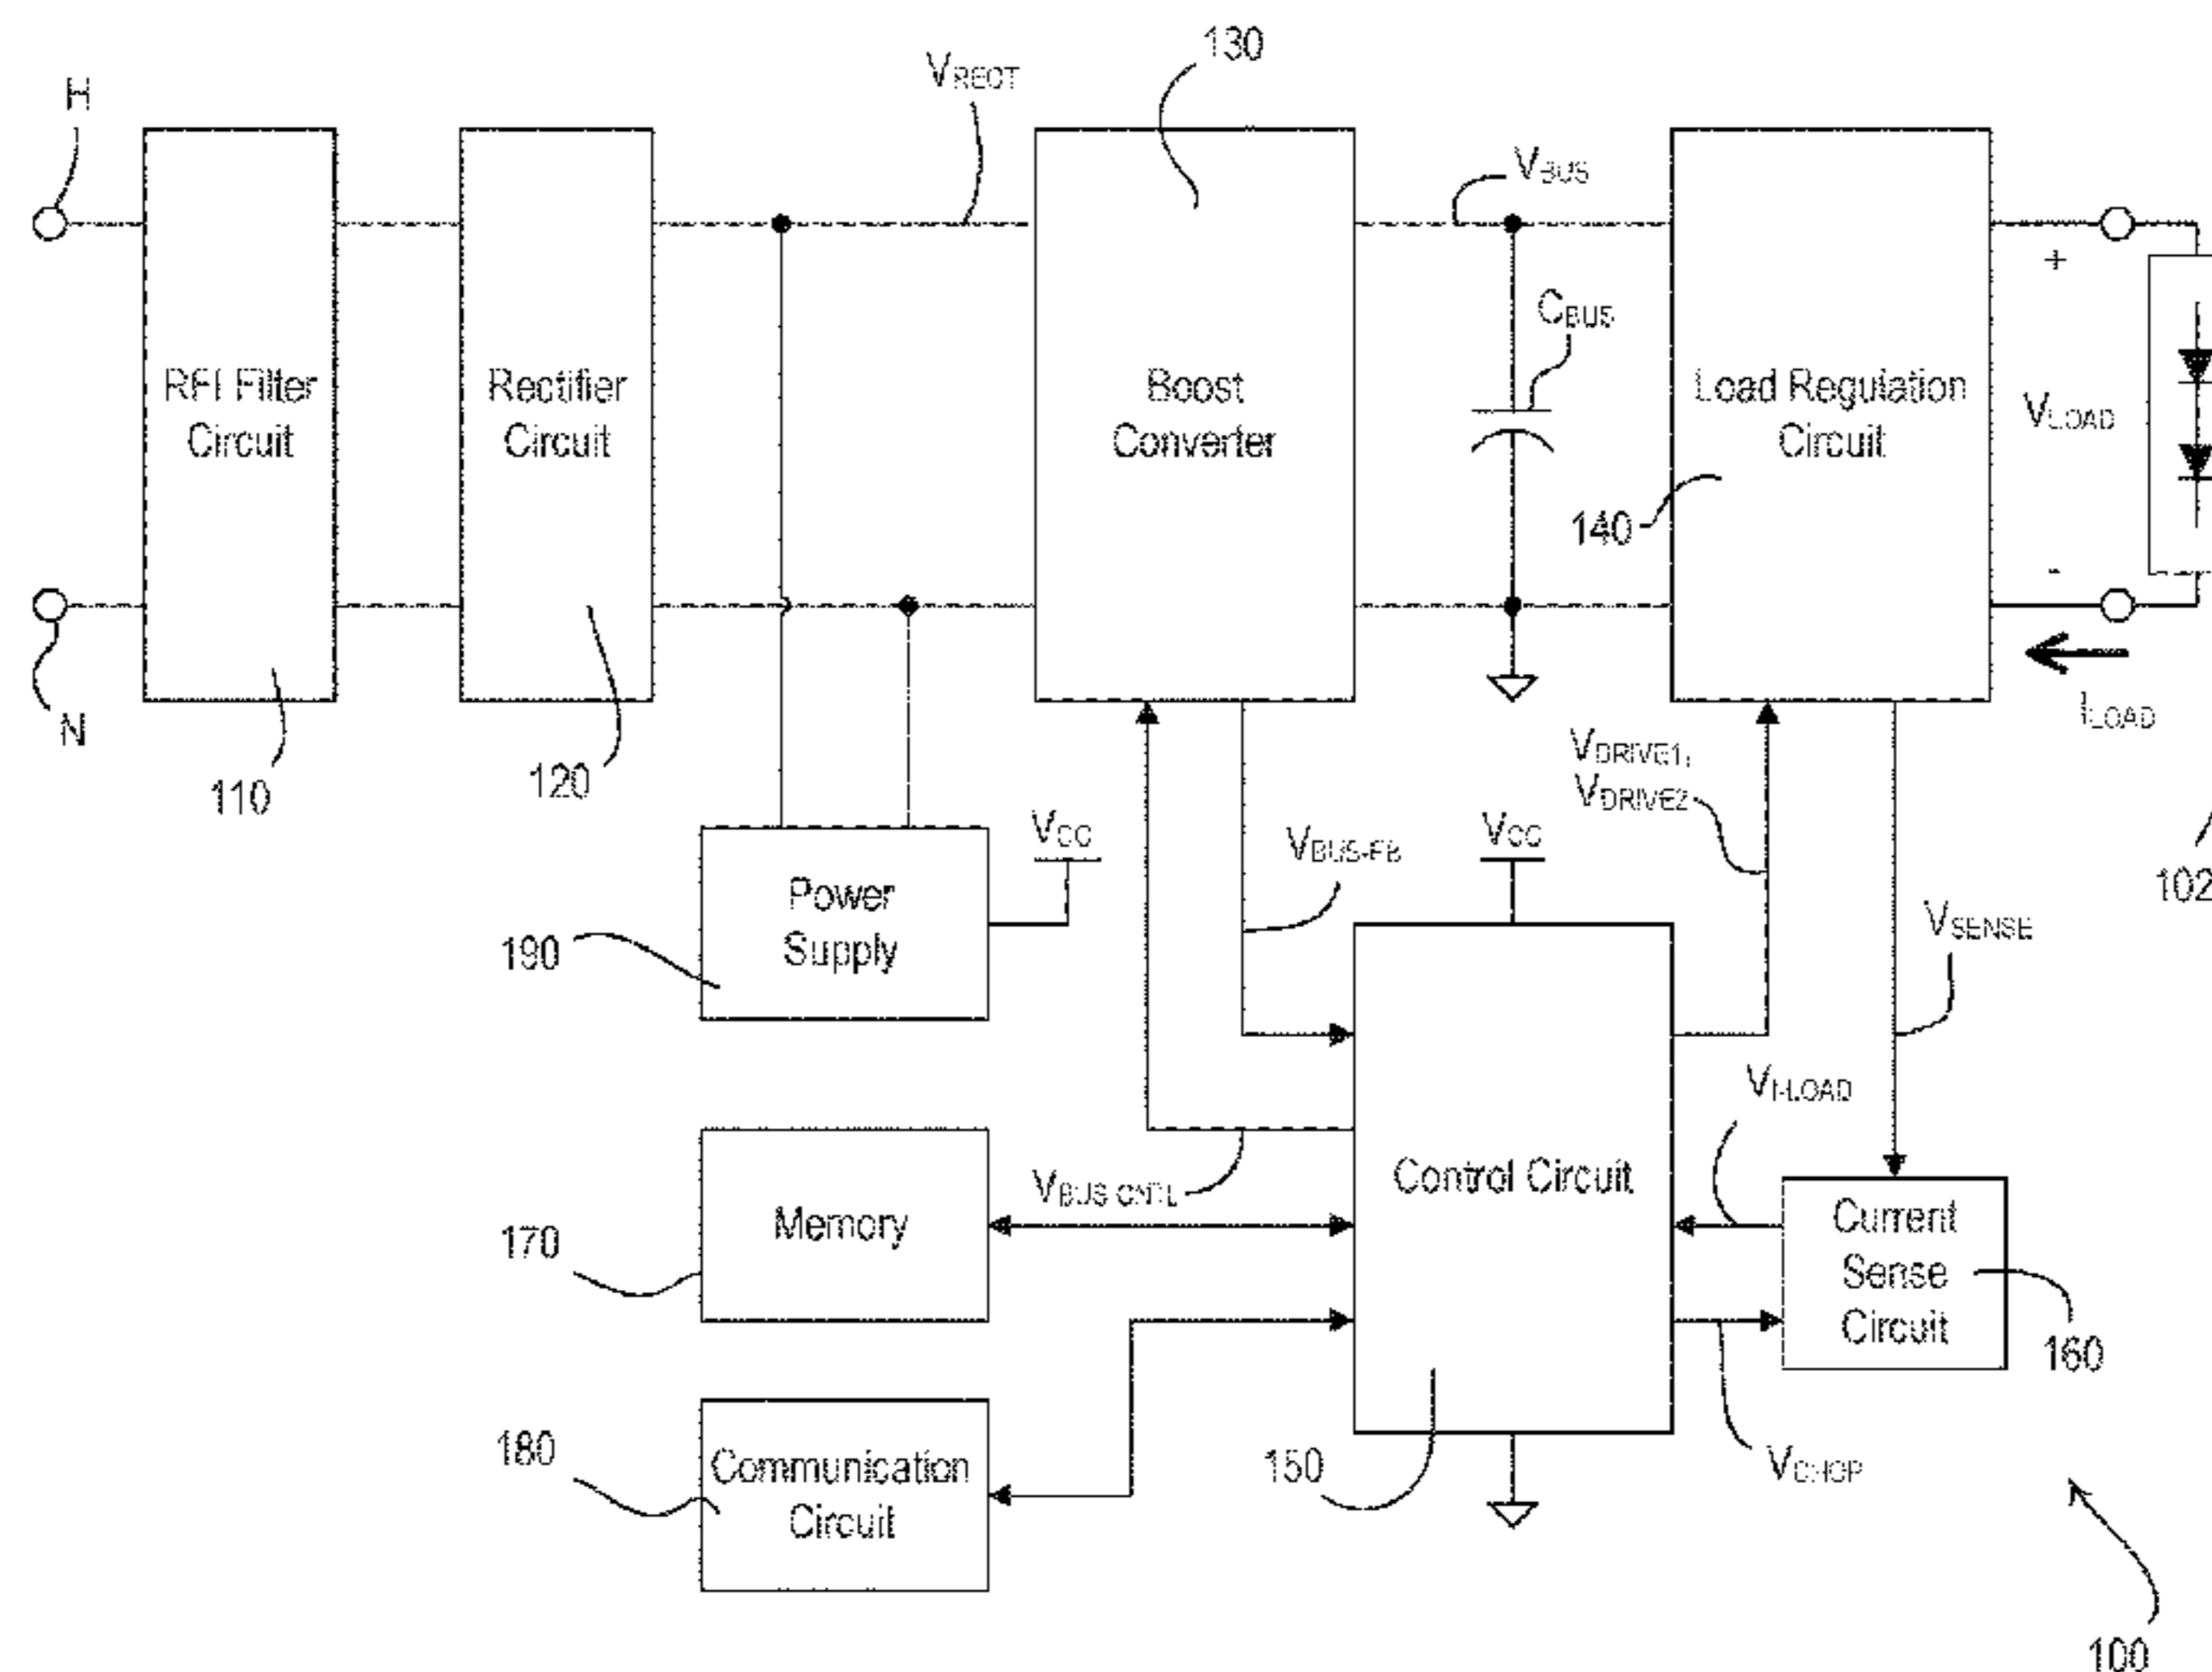 H
VRECT
130
VBUS
CBUS
RFI Filter
Circuit
Rectifier
Circuit
Boost
Converter
Load Regulation
Circuit
140
+
VLOAD
-
ILOAD
N
110
120
VDRIVE1,
VDRIVE2
VCC
VBUS-FB
VCC
102
Power
Supply
190
VSENSE
VI-LOAD
Control Circuit
VBUS-CNTL
Memory
170
Current
Sense
Circuit
160
180
Communication
Circuit
150
VCHOP
100